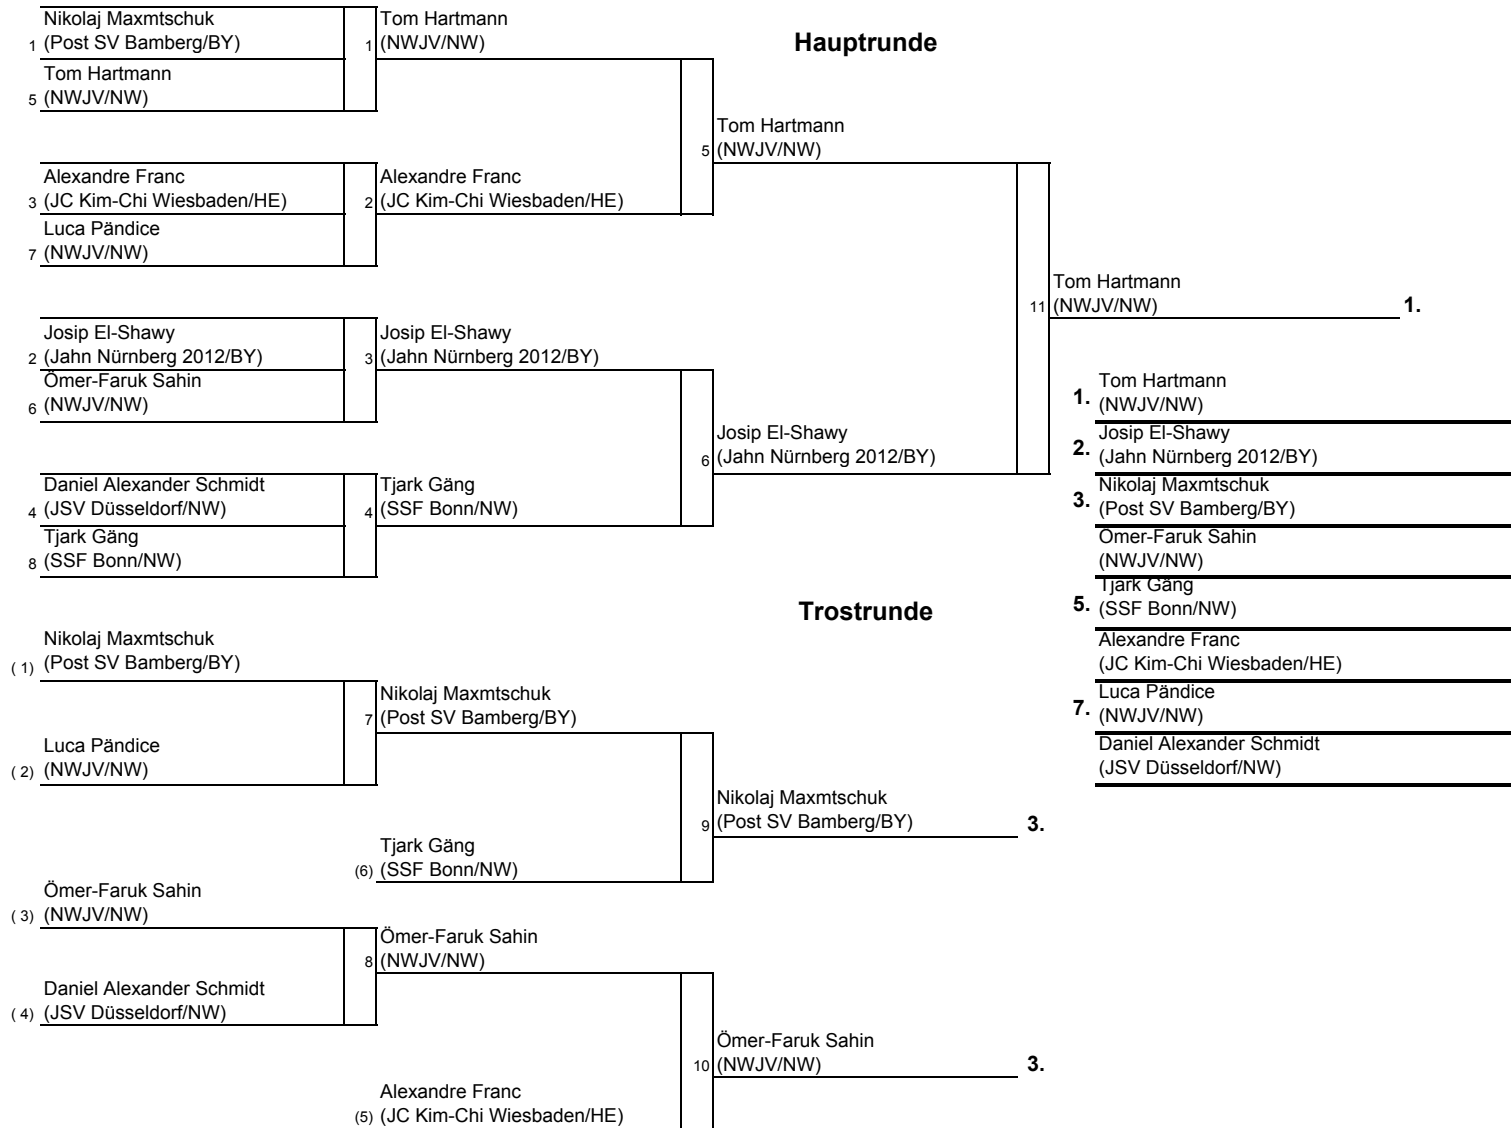 Hauptrunde
Nikolaj Maxmtschuk
1 (Post SV Bamberg/BY)
Tom Hartmann
5 (NWJV/NW)
Alexandre Franc
3 (JC Kim-Chi Wiesbaden/HE)
Luca Pändice
7 (NWJV/NW)
Josip El-Shawy
2 (Jahn Nürnberg 2012/BY)
Ömer-Faruk Sahin
6 (NWJV/NW)
Daniel Alexander Schmidt
4 (JSV Düsseldorf/NW)
Tjark Gäng
8 (SSF Bonn/NW)
Tom Hartmann
1 (NWJV/NW)
Alexandre Franc
2 (JC Kim-Chi Wiesbaden/HE)
Josip El-Shawy
3 (Jahn Nürnberg 2012/BY)
Tjark Gäng
4 (SSF Bonn/NW)
Tom Hartmann
5 (NWJV/NW)
Josip El-Shawy
6 (Jahn Nürnberg 2012/BY)
Tom Hartmann
11 (NWJV/NW) 1.
Tom Hartmann
1. (NWJV/NW)
Josip El-Shawy
2. (Jahn Nürnberg 2012/BY)
Nikolaj Maxmtschuk
3. (Post SV Bamberg/BY)
Ömer-Faruk Sahin
(NWJV/NW)
Tjark Gäng
5. (SSF Bonn/NW)
Alexandre Franc
(JC Kim-Chi Wiesbaden/HE)
Luca Pändice
7. (NWJV/NW)
Daniel Alexander Schmidt
(JSV Düsseldorf/NW)
Trostrunde
Nikolaj Maxmtschuk
( 1) (Post SV Bamberg/BY)
Luca Pändice
( 2) (NWJV/NW)
Ömer-Faruk Sahin
( 3) (NWJV/NW)
Daniel Alexander Schmidt
( 4) (JSV Düsseldorf/NW)
Nikolaj Maxmtschuk
7 (Post SV Bamberg/BY)
Tjark Gäng
(6) (SSF Bonn/NW)
Ömer-Faruk Sahin
8 (NWJV/NW)
Alexandre Franc
(5) (JC Kim-Chi Wiesbaden/HE)
Nikolaj Maxmtschuk
9 (Post SV Bamberg/BY) 3.
Ömer-Faruk Sahin
10 (NWJV/NW) 3.